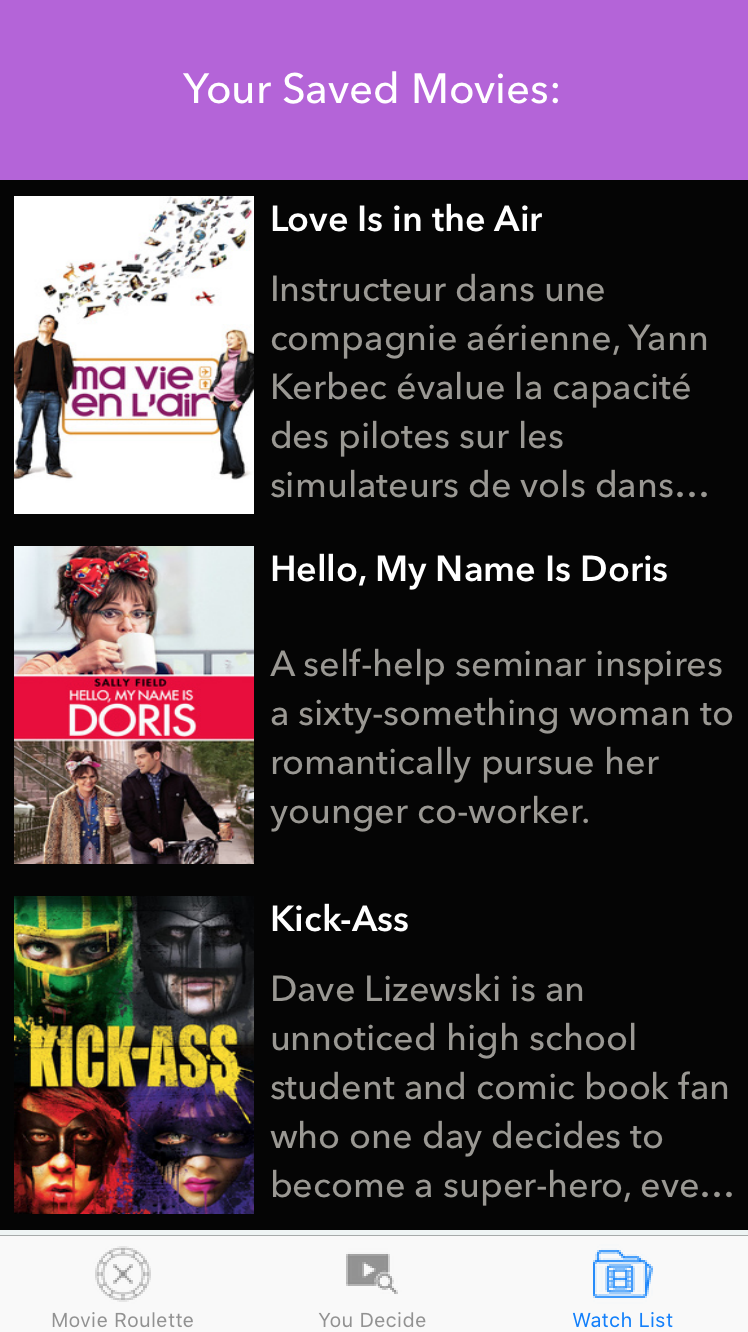 Your Saved Movies:
ma vie
en L'air
Love Is in the Air
Instructeur dans une
compagnie aérienne, Yann
Kerbec évalue la capacité
des pilotes sur les
simulateurs de vols dans…
SALLY FIELD
HELLO, MY NAME IS
DORIS
Hello, My Name Is Doris
A self-help seminar inspires
a sixty-something woman to
romantically pursue her
younger co-worker.
KICK-ASS
Kick-Ass
Dave Lizewski is an
unnoticed high school
student and comic book fan
who one day decides to
become a super-hero, eve…
Movie Roulette
You Decide
Watch List